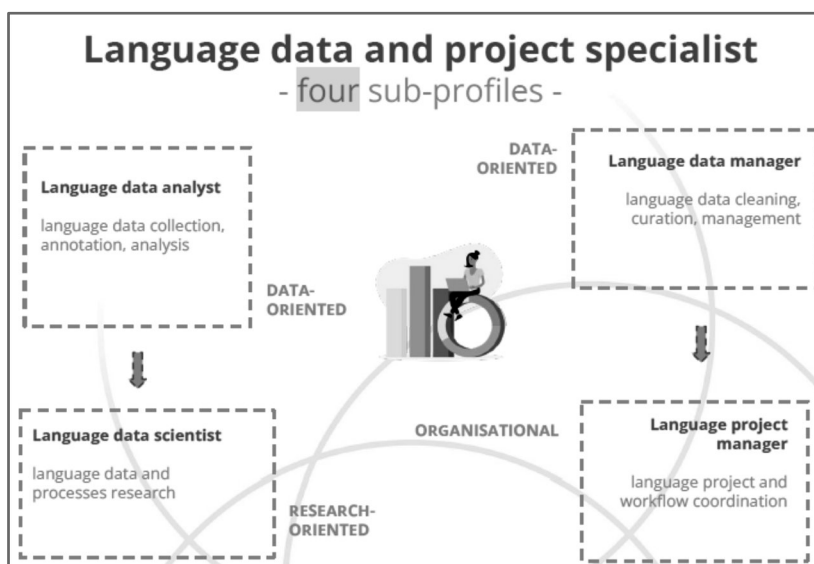 Language data and project specialist
- four sub-profiles -
Language data analyst
language data collection,
annotation, analysis
DATA-
ORIENTED
DATA-
ORIENTED
Language data manager
language data cleaning,
curation, management
Language data scientist
language data and
processes research
RESEARCH-
ORIENTED
ORGANISATIONAL
Language project
manager
language project and
workflow coordination